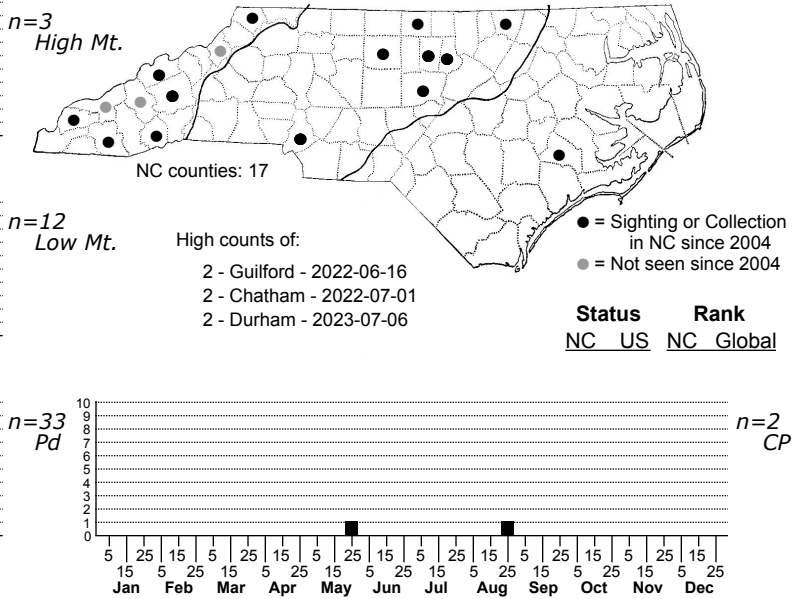 n=3
High Mt.
NC counties: 17
n=12
Low Mt.
High counts of:
2 - Guilford - 2022-06-16
2 - Chatham - 2022-07-01
2 - Durham - 2023-07-06
= Sighting or Collection
in NC since 2004
= Not seen since 2004
Status Rank
NC US NC Global
n=33
Pd
n=2
CP
10
9
8
7
6
5
4
3
2
1
0
5 25 15 5 25 15 5 25 15 5 25 15 5 25 15 5 25 15
15 5 25 15 5 25 15 5 25 15 5 25 15 5 25 15 5 25
Jan Feb Mar Apr May Jun Jul Aug Sep Oct Nov Dec